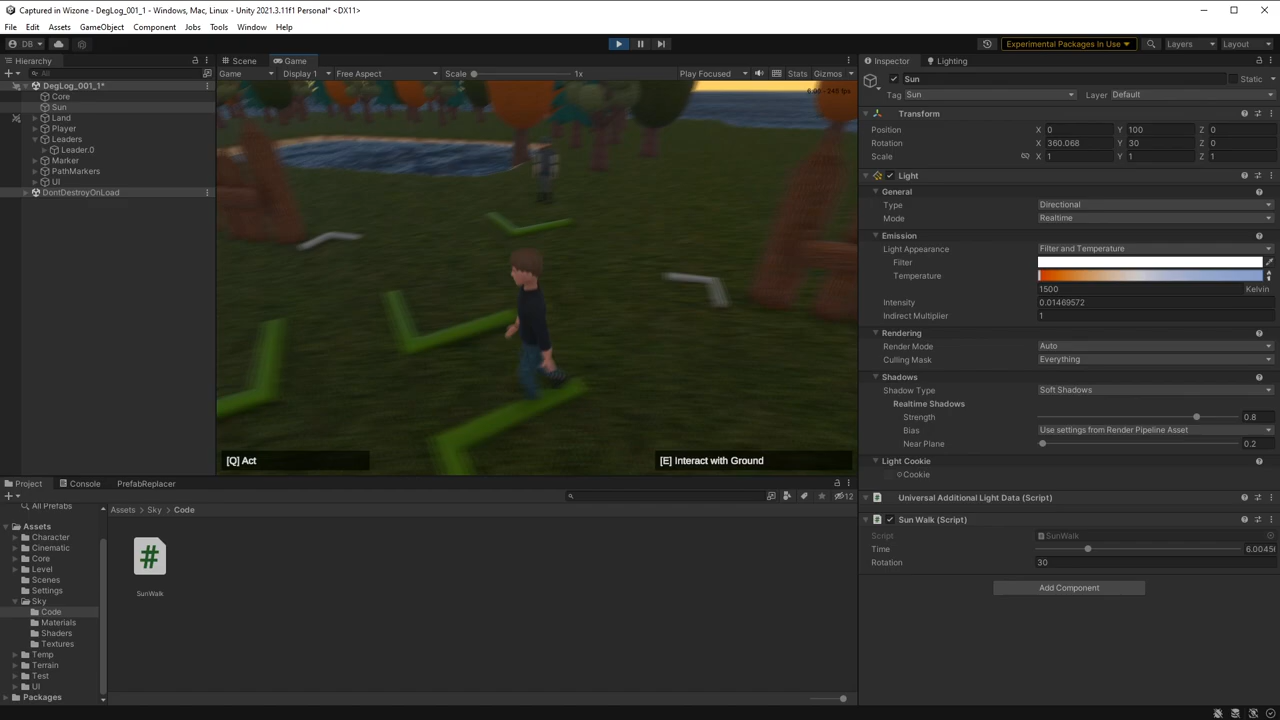 Captured in Wizone - DegLog_001_1 - Windows, Mac, Linux - Unity 2021.3.11f1 Personal* <DX11>
File Edit Assets GameObject Component Jobs Tools Window Help
DB
Experimental Packages In Use
Layers
Layout
Hierarchy
All
DegLog_001_1*
Core
Sun
Land
Player
Leaders
Leader.0
Marker
PathMarkers
UI
DontDestroyOnLoad
Scene
Game
Game
Display 1
Free Aspect
Scale
1x
Play Focused
Stats
Gizmos
[Q] Act
[E] Interact with Ground
Inspector
Lighting
Sun
Static
Tag Sun
Layer Default
Transform
Position X 0 Y 100 Z 0
Rotation X 360.068 Y 30 Z 0
Scale X 1 Y 1 Z 1
Light
General
Type Directional
Mode Realtime
Emission
Light Appearance Filter and Temperature
Filter
Temperature
1500 Kelvin
Intensity 0.01469572
Indirect Multiplier 1
Rendering
Render Mode Auto
Culling Mask Everything
Shadows
Shadow Type Soft Shadows
Realtime Shadows
Strength 0.8
Bias Use settings from Render Pipeline Asset
Near Plane 0.2
Light Cookie
Cookie
Universal Additional Light Data (Script)
Sun Walk (Script)
Script SunWalk
Time
Rotation 30
Add Component
Project
Console
PrefabReplacer
12
All Prefabs
Assets
Character
Cinematic
Core
Level
Scenes
Settings
Sky
Code
Materials
Shaders
Textures
Temp
Terrain
Test
UI
Packages
Assets > Sky > Code
#
SunWalk